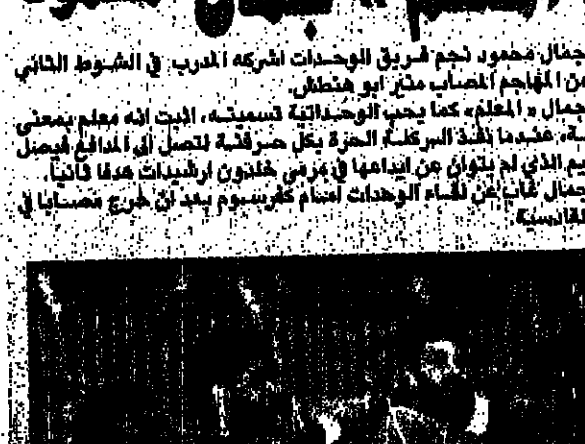 جمال محمود نجم فريق الوحدات اشركه المدرب في الشوط الثاني
من المهاجم المصاب منير ابو هنطش.
جمال «المعلم» كما يحب الوحداتية تسميته، اثبت انه معلم بمعنى
عندما نفذ الركلة الحرة بكل حرفنة لتصل الى المدافع فيصل
الذي لم يتوان عن ايداعها في مرمى خلدون ارشيدات هدفا ثانيا.
جمال غاب عن لقاء الوحدات امام كفرسوم بعد ان خرج مصابا في
القادسية.